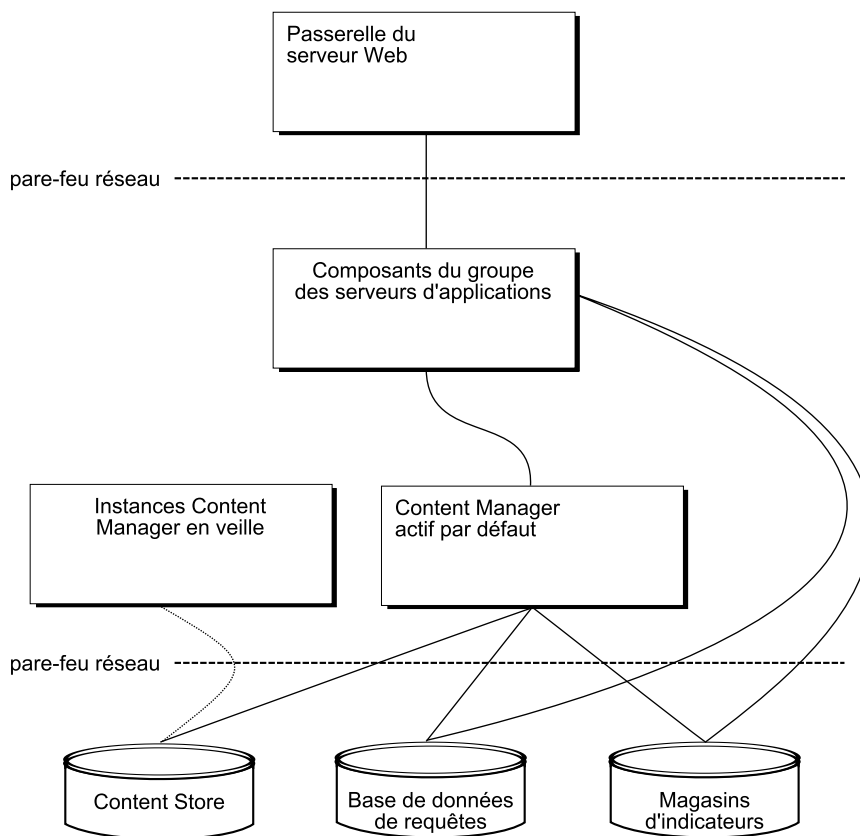 Passerelle du
serveur Web
pare-feu réseau
Composants du groupe
des serveurs d'applications
Instances Content
Manager en veille
Content Manager
actif par défaut
pare-feu réseau
Content Store
Base de données
de requêtes
Magasins
d'indicateurs